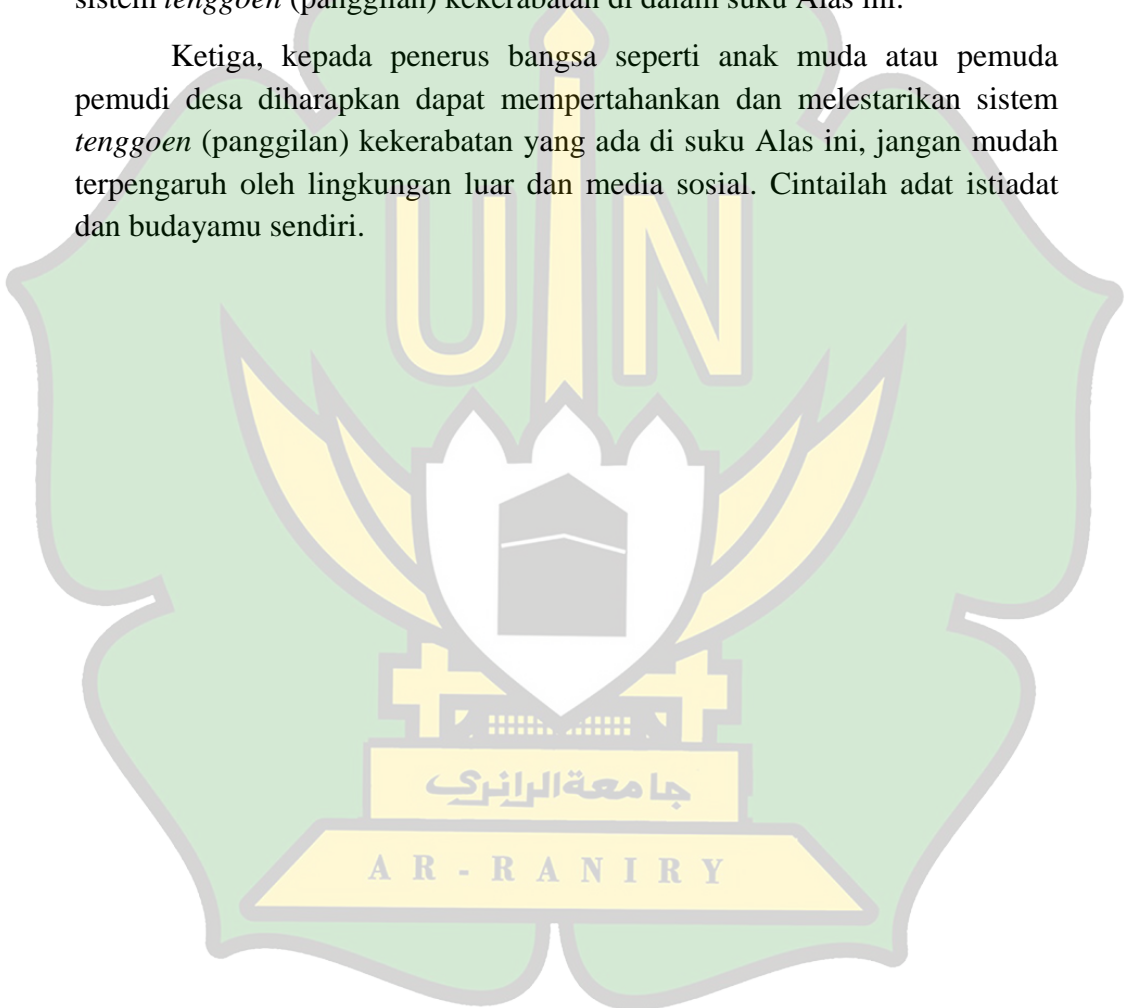 sistem tenggoen (panggilan) kekerabatan di dalam suku Alas ini.
Ketiga, kepada penerus bangsa seperti anak muda atau pemuda
pemudi desa diharapkan dapat mempertahankan dan melestarikan sistem
tenggoen (panggilan) kekerabatan yang ada di suku Alas ini, jangan mudah
terpengaruh oleh lingkungan luar dan media sosial. Cintailah adat istiadat
dan budayamu sendiri.
UIN
جامعةالرانري
AR-RANIRY